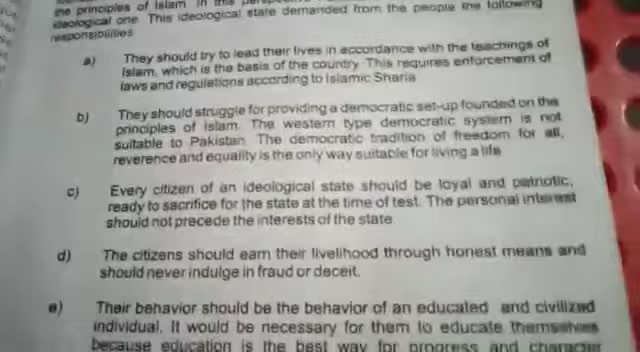 the principles of Islam. In this
ideological one. This ideological state demanded from the people the following
responsibilities
a) They should try to lead their lives in accordance with the teachings of
Islam, which is the basis of the country. This requires enforcement of
laws and regulations according to Islamic Sharia
b) They should struggle for providing a democratic set-up founded on the
principles of Islam. The western type democratic system is not
suitable to Pakistan. The democratic tradition of freedom for all,
reverence and equality is the only way suitable for living a life
c) Every citizen of an ideological state should be loyal and patriotic,
ready to sacrifice for the state at the time of test. The personal interest
should not precede the interests of the state
d) The citizens should earn their livelihood through honest means and
should never indulge in fraud or deceit.
e) Their behavior should be the behavior of an educated and civilized
individual. It would be necessary for them to educate themselves
because education is the best way for progress and character